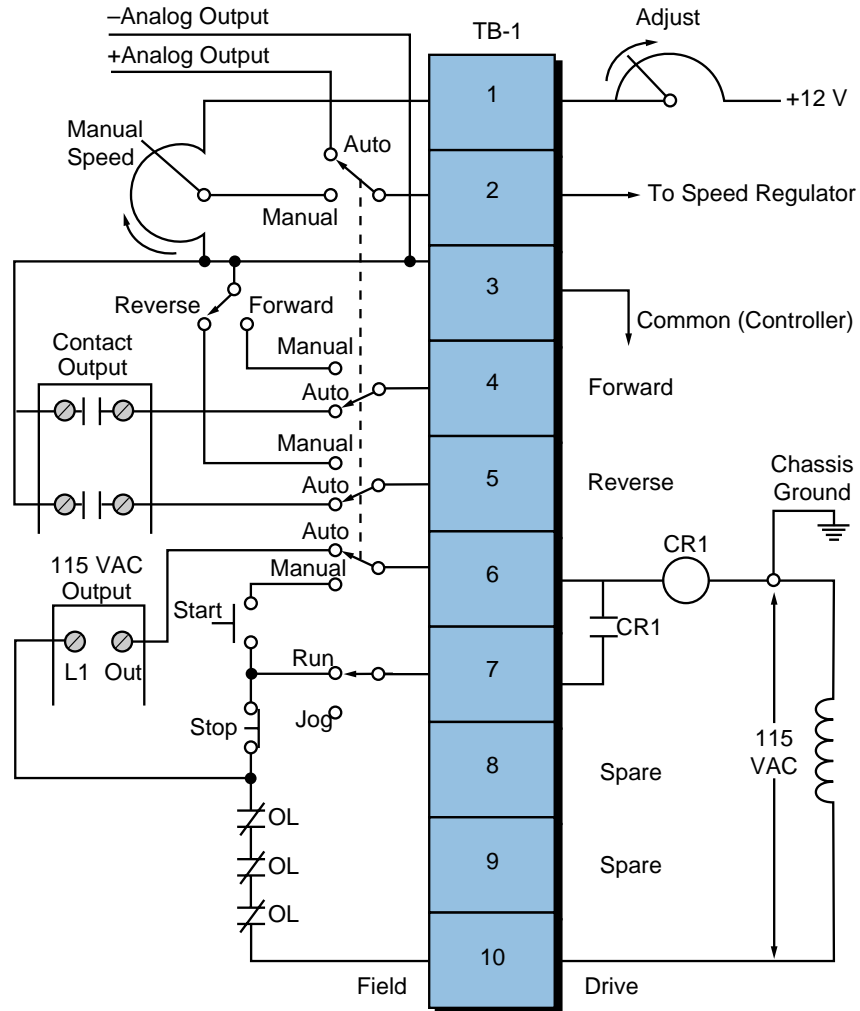 –Analog Output
+Analog Output
TB-1
Adjust
1
+12 V
Manual
Speed
Auto
Manual
2
To Speed Regulator
3
Common (Controller)
Reverse
Forward
Manual
Contact
Output
Auto
4
Forward
Manual
Auto
5
Reverse
Chassis
Ground
Auto
Manual
6
CR1
115 VAC
Output
L1
Out
Start
CR1
Run
7
Jog
Stop
8
Spare
115
VAC
OL
OL
9
Spare
OL
10
Field
Drive